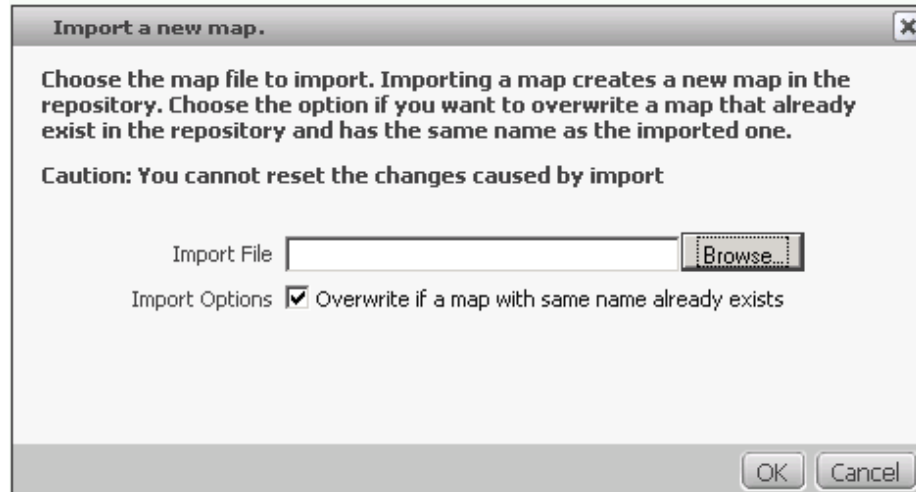 Import a new map.
Choose the map file to import. Importing a map creates a new map in the
repository. Choose the option if you want to overwrite a map that already
exist in the repository and has the same name as the imported one.
Caution: You cannot reset the changes caused by import
Import File Browse...
Import Options Overwrite if a map with same name already exists
OK Cancel